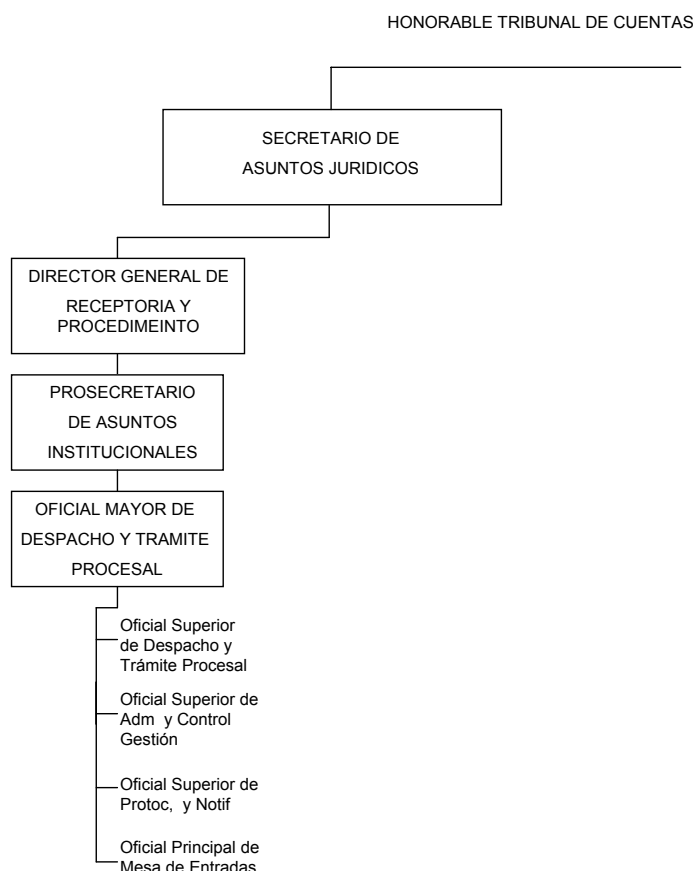 HONORABLE TRIBUNAL DE CUENTAS
SECRETARIO DE
ASUNTOS JURIDICOS
DIRECTOR GENERAL DE
RECEPTORIA Y
PROCEDIMEINTO
PROSECRETARIO
DE ASUNTOS
INSTITUCIONALES
OFICIAL MAYOR DE
DESPACHO Y TRAMITE
PROCESAL
Oficial Superior
de Despacho y
Trámite Procesal
Oficial Superior de
Adm y Control
Gestión
Oficial Superior de
Protoc, y Notif
Oficial Principal de
Mesa de Entradas